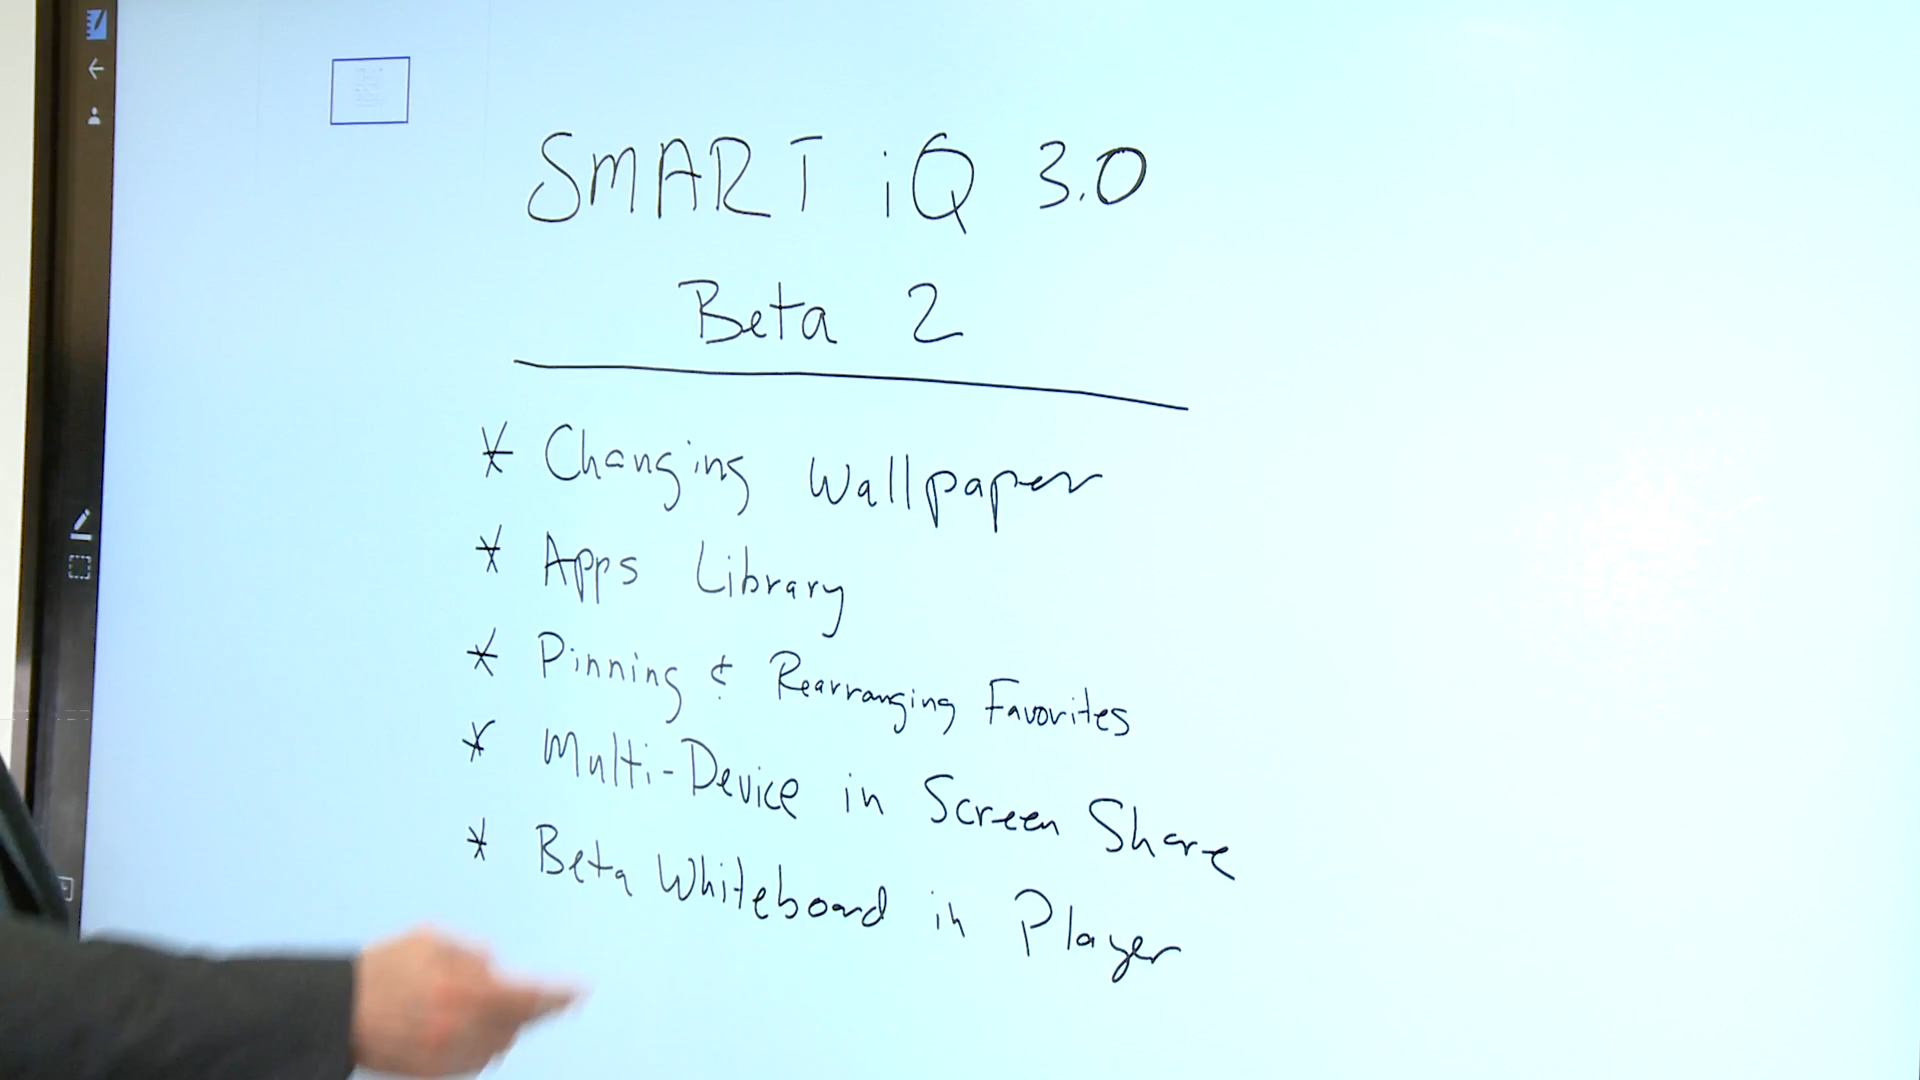 SMART iQ 3.0
Beta 2
* Changing Wallpaper
* Apps Library
* Pinning & Rearranging Favorites
* Multi-Device in Screen Share
* Beta Whiteboard in Player